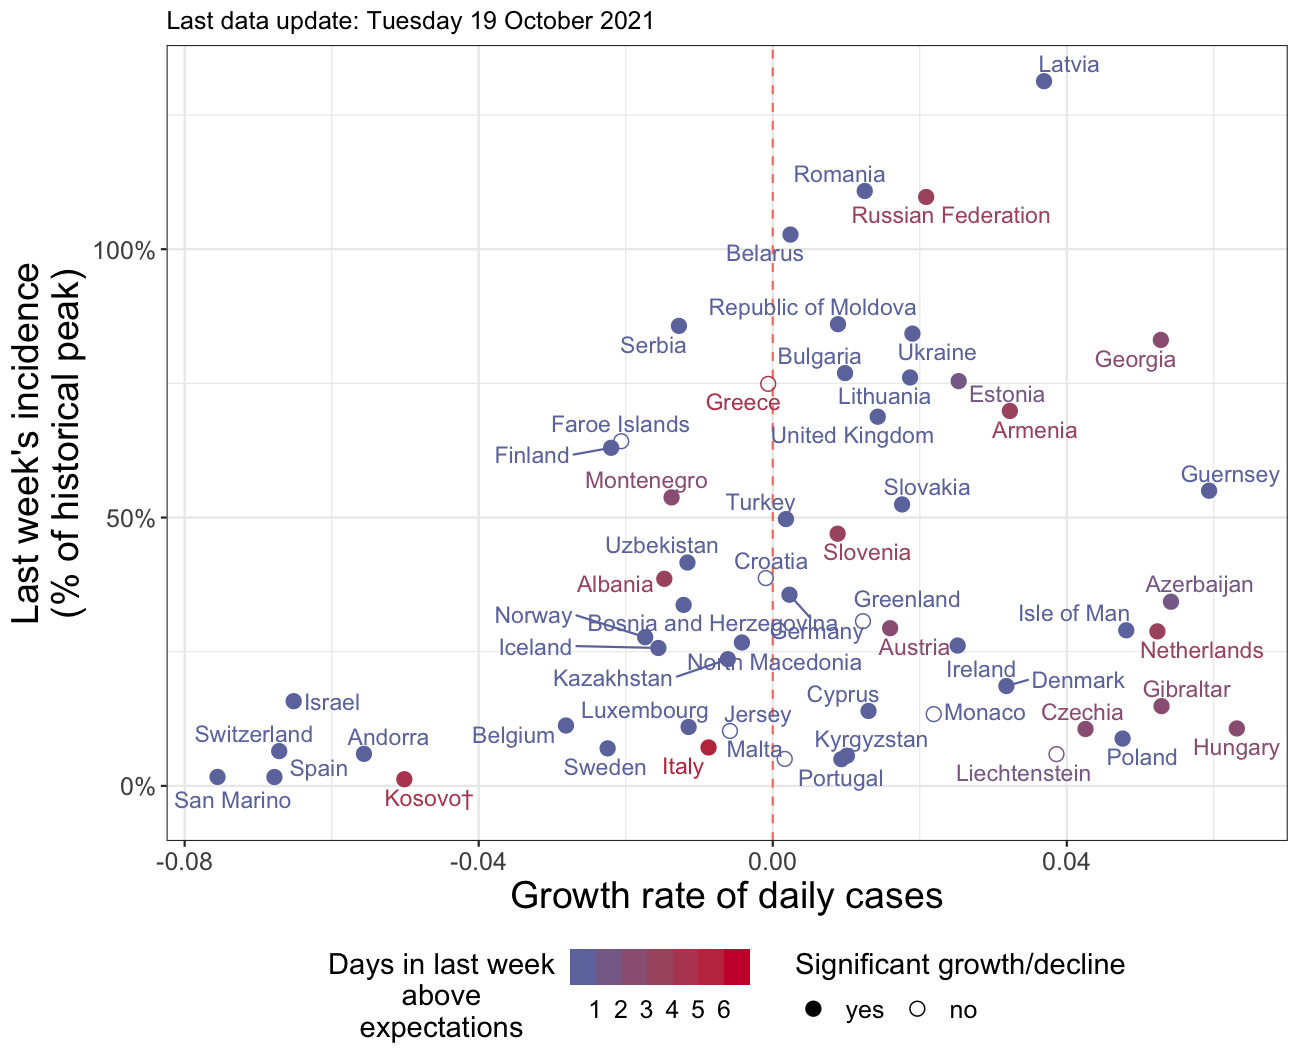 Last data update: Tuesday 19 October 2021
Latvia
Romania
Russian Federation
100%
Belarus
Republic of Moldova
Serbia
Ukraine
Bulgaria
Georgia
Lithuania
Estonia
Greece
Armenia
Faroe Islands
United Kingdom
Finland
Montenegro
Guernsey
Slovakia
Turkey
50%
Uzbekistan
Slovenia
Croatia
Albania
Azerbaijan
Greenland
Norway
Bosnia and Herzegovina
Isle of Man
Germany
Iceland
Austria
Netherlands
North Macedonia
Ireland
Kazakhstan
Denmark
Gibraltar
Cyprus
Israel
Luxembourg
Jersey
Monaco
Czechia
Switzerland
Belgium
Andorra
Kyrgyzstan
Malta
Hungary
Poland
Spain
Sweden
Italy
Liechtenstein
Portugal
0%
San Marino
Kosovo†
Last week's incidence
(% of historical peak)
-0.08
-0.04
0.00
0.04
Growth rate of daily cases
Days in last week
above
expectations
1 2 3 4 5 6
Significant growth/decline
yes
no